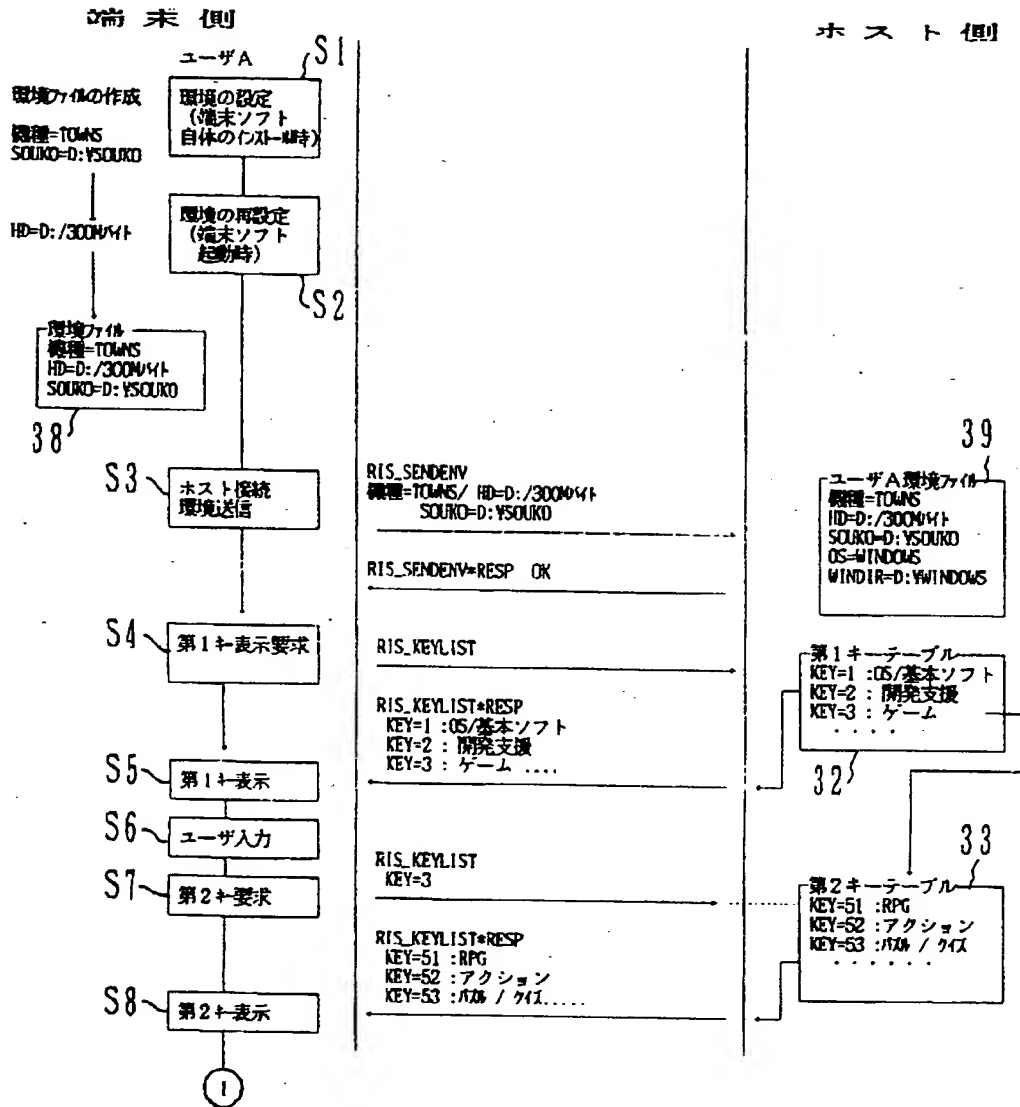 端末側
ホスト側
ユーザA
S1
環境ファイルの作成
機種=TOWNS
SOUKO=D:¥SOUKO
環境の設定
(端末ソフト
自体のインストール時)
HD=D:/300Mバイト
環境の再設定
(端末ソフト
起動時)
S2
環境ファイル
機種=TOWNS
HD=D:/300Mバイト
SOUKO=D:¥SOUKO
38
S3
ホスト接続
環境送信
RIS_SENDENV
機種=TOWNS/ HD=D:/300Mバイト
SOUKO=D:¥SOUKO
RIS_SENDENV*RESP OK
39
ユーザA環境ファイル
機種=TOWNS
HD=D:/300Mバイト
SOUKO=D:¥SOUKO
OS=WINDOWS
WINDIR=D:¥WINDOWS
S4
第1キー表示要求
RIS_KEYLIST
第1キーテーブル
KEY=1 :OS/基本ソフト
KEY=2 : 開発支援
KEY=3 : ゲーム
. . . .
32
RIS_KEYLIST*RESP
KEY=1 :OS/基本ソフト
KEY=2 : 開発支援
KEY=3 : ゲーム ....
S5
第1キー表示
S6
ユーザ入力
S7
第2キー要求
RIS_KEYLIST
KEY=3
33
第2キーテーブル
KEY=51 :RPG
KEY=52 :アクション
KEY=53 :パズル / クイズ
. . . . . .
RIS_KEYLIST*RESP
KEY=51 :RPG
KEY=52 :アクション
KEY=53 :パズル / クイズ.....
S8
第2キー表示
1